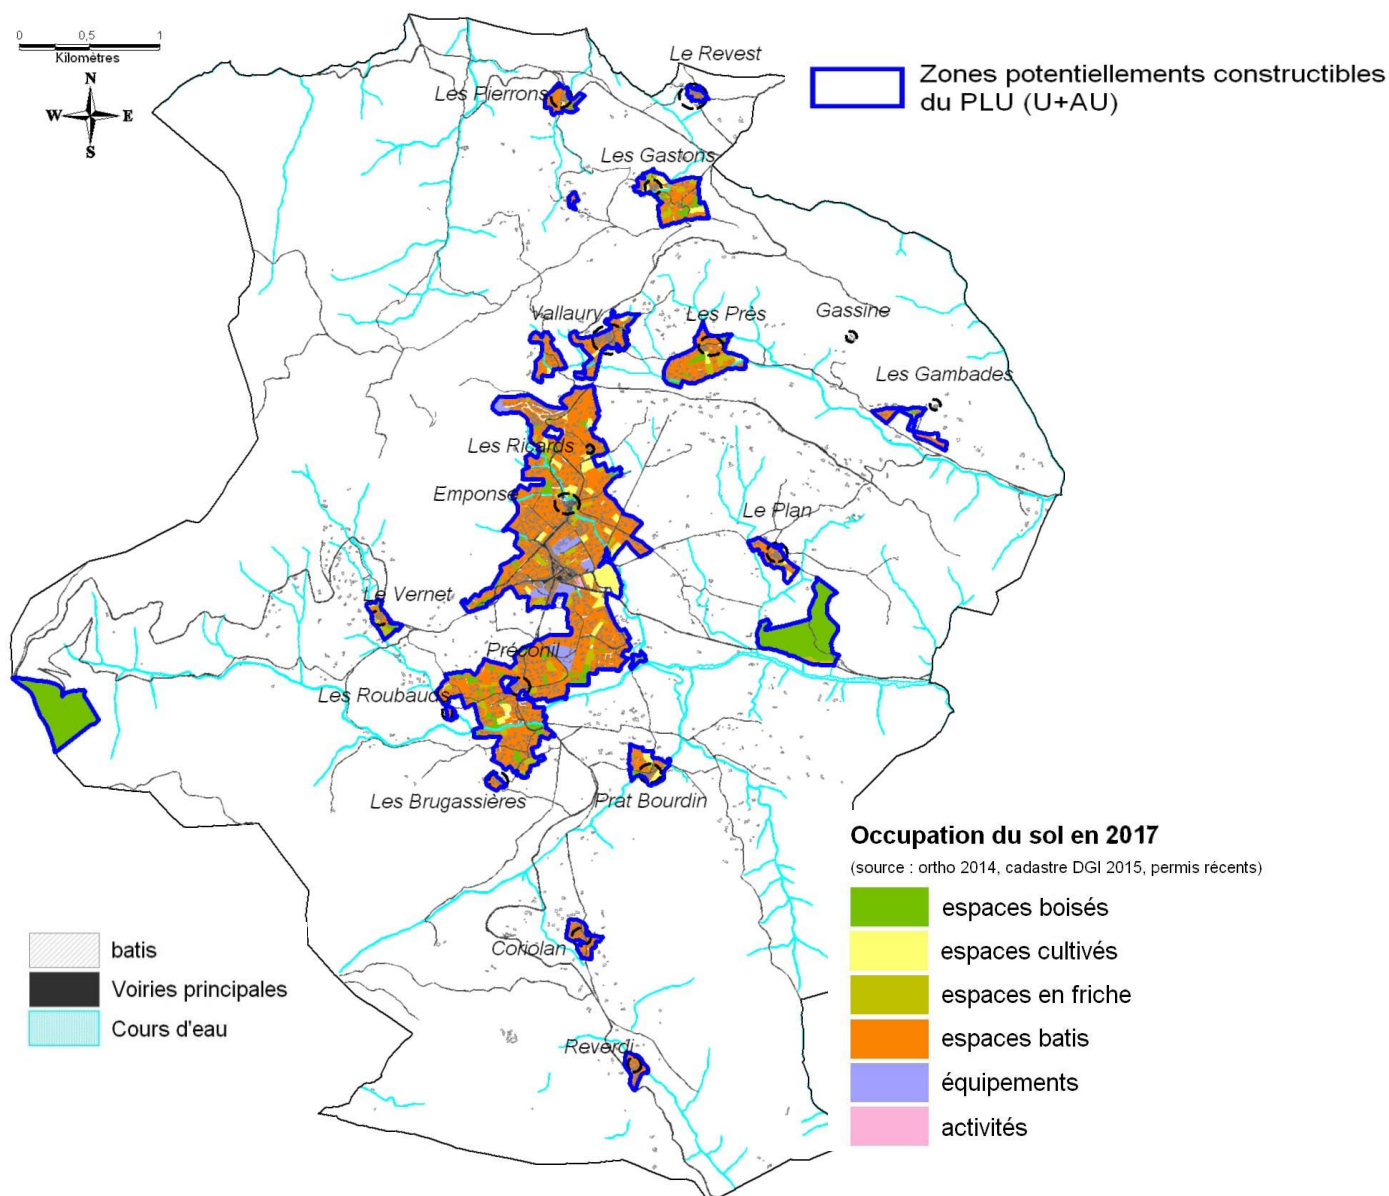 0 0,5 1
Kilomètres
N
W E
S
Le Revest
Les Pierrons
Zones potentiellements constructibles
du PLU (U+AU)
Les Gastons
Vallaury
Les Près
Gassine
Les Gambades
Les Ricards
Emponse
Le Plan
Le Vernet
Préconil
Les Roubauds
Les Brugassières
Prat Bourdin
Coriolan
Reverdi
batis
Voiries principales
Cours d'eau
Occupation du sol en 2017
(source : ortho 2014, cadastre DGI 2015, permis récents)
espaces boisés
espaces cultivés
espaces en friche
espaces batis
équipements
activités